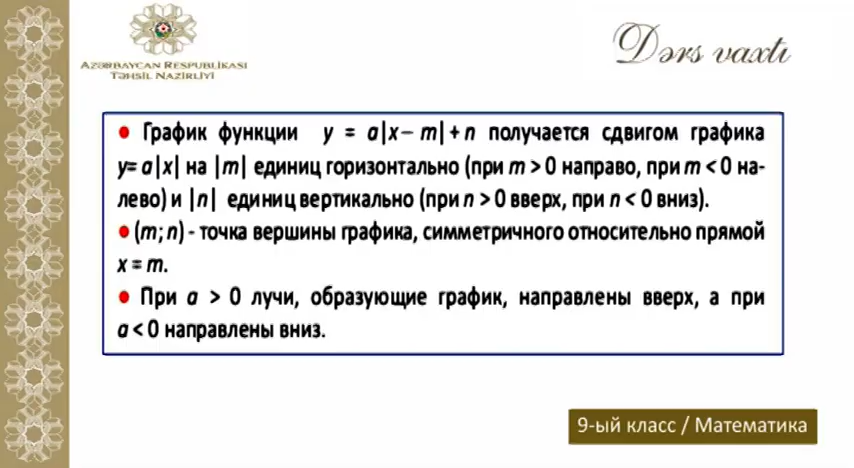 AZƏRBAYCAN RESPUBLİKASI
TƏHSİL NAZİRLİYİ
Dərs vaxtı
● График функции y = a|x – m| + n получается сдвигом графика
y= a|x| на |m| единиц горизонтально (при m > 0 направо, при m < 0 на-
лево) и |n| единиц вертикально (при n > 0 вверх, при n < 0 вниз).
● (m; n) - точка вершины графика, симметричного относительно прямой
x = m.
● При a > 0 лучи, образующие график, направлены вверх, а при
a < 0 направлены вниз.
9-ый класс / Математика